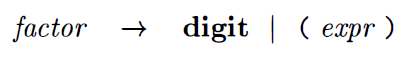 factor → digit | ( expr )